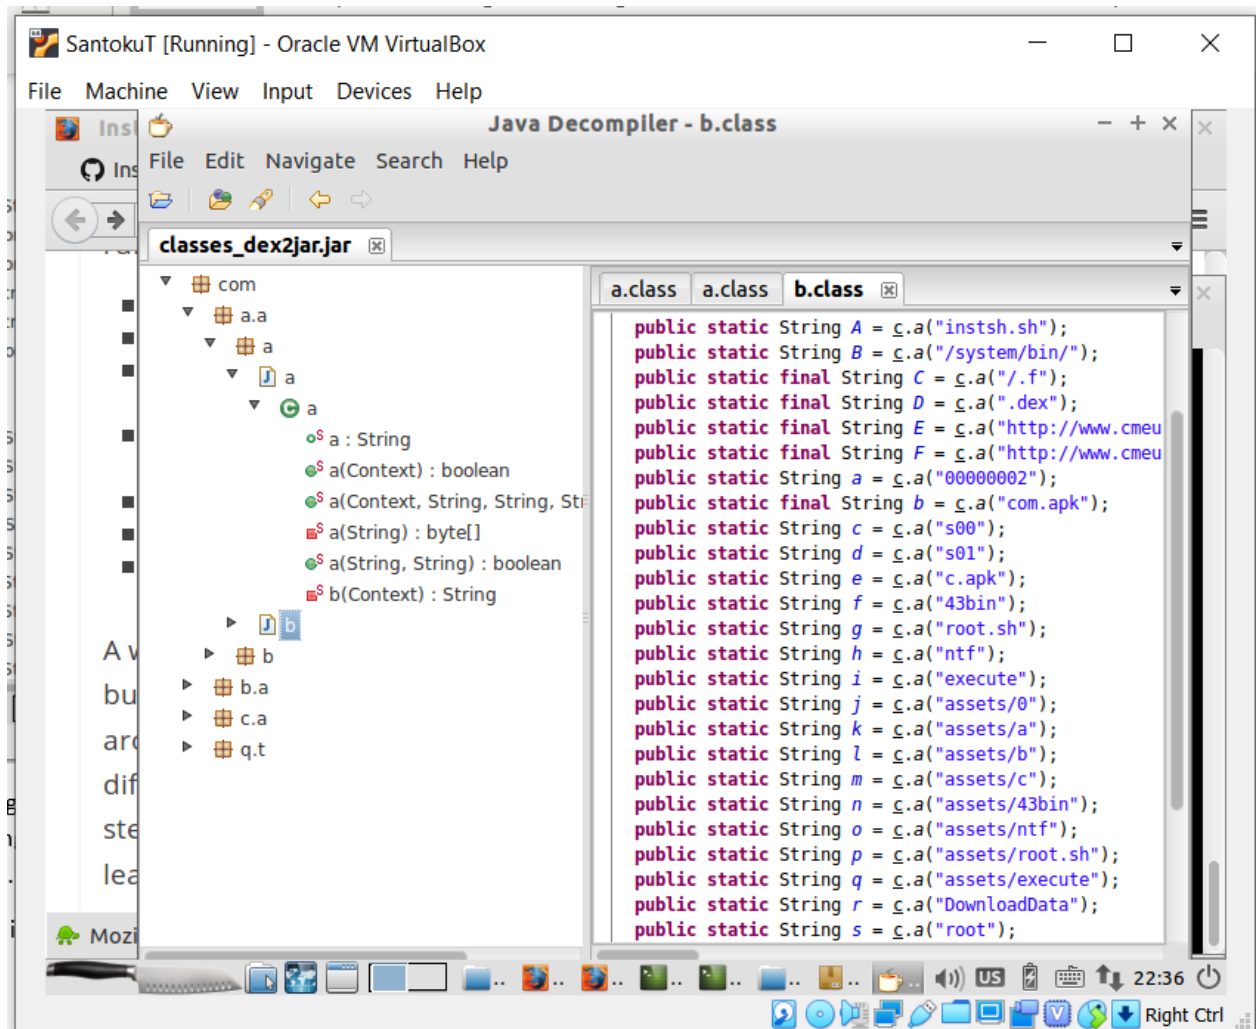 SantokuT [Running] - Oracle VM VirtualBox
File Machine View Input Devices Help
Inst
Java Decompiler - b.class
Ins
File Edit Navigate Search Help
classes_dex2jar.jar
com
a.a
a
a
a
a : String
a(Context) : boolean
a(Context, String, String, Stri
a(String) : byte[]
a(String, String) : boolean
b(Context) : String
b
b
b.a
c.a
q.t
a.class a.class b.class
public static String A = c.a("instsh.sh");
public static String B = c.a("/system/bin/");
public static final String C = c.a("/.f");
public static final String D = c.a(".dex");
public static final String E = c.a("http://www.cmeu
public static final String F = c.a("http://www.cmeu
public static String a = c.a("00000002");
public static final String b = c.a("com.apk");
public static String c = c.a("s00");
public static String d = c.a("s01");
public static String e = c.a("c.apk");
public static String f = c.a("43bin");
public static String g = c.a("root.sh");
public static String h = c.a("ntf");
public static String i = c.a("execute");
public static String j = c.a("assets/0");
public static String k = c.a("assets/a");
public static String l = c.a("assets/b");
public static String m = c.a("assets/c");
public static String n = c.a("assets/43bin");
public static String o = c.a("assets/ntf");
public static String p = c.a("assets/root.sh");
public static String q = c.a("assets/execute");
public static String r = c.a("DownloadData");
public static String s = c.a("root");
A w
bu
arc
dif
ste
lea
Mozi
.. .. .. .. .. .. .. .. US 22:36
Right Ctrl